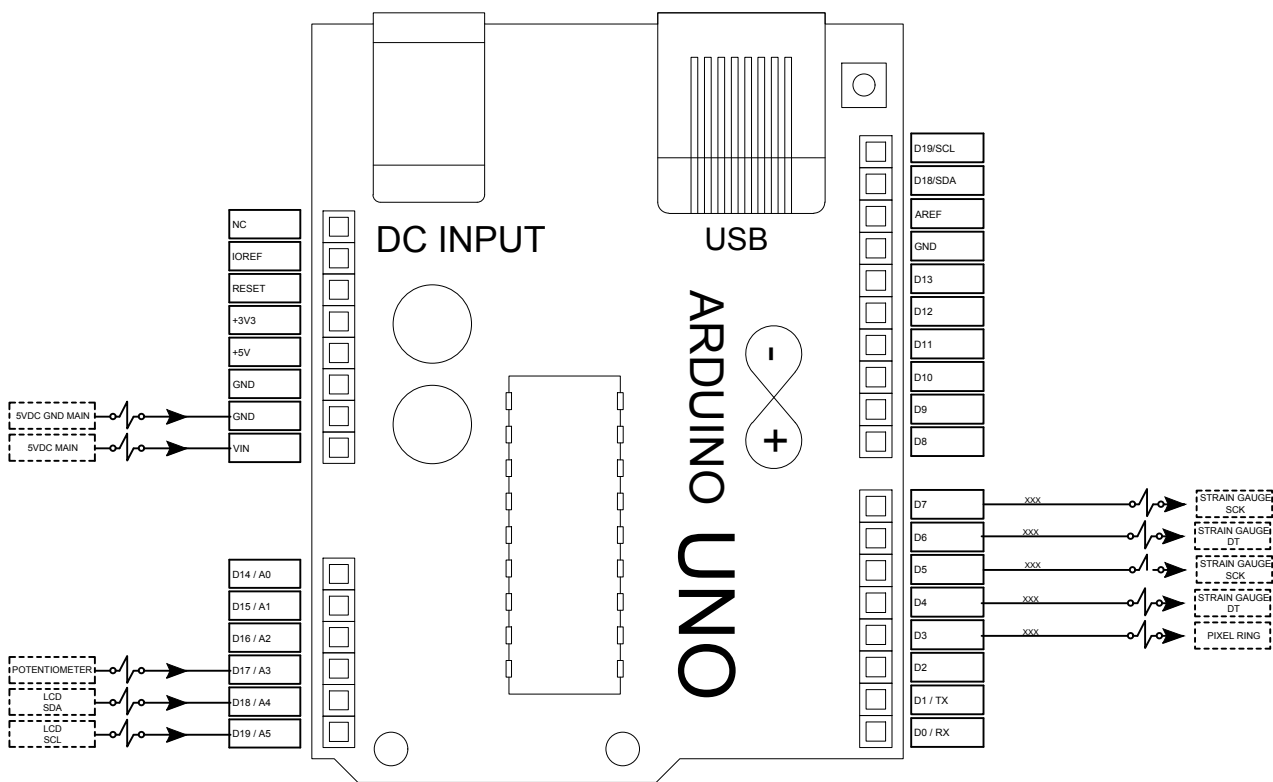 DC INPUT
USB
ARDUINO UNO
-
+
NC
IOREF
RESET
+3V3
+5V
GND
5VDC GND MAIN
GND
5VDC MAIN
VIN
D14 / A0
D15 / A1
D16 / A2
POTENTIOMETER
D17 / A3
LCD
SDA
D18 / A4
LCD
SCL
D19 / A5
D19/SCL
D18/SDA
AREF
GND
D13
D12
D11
D10
D9
D8
D7
XXX
STRAIN GAUGE
SCK
D6
XXX
STRAIN GAUGE
DT
D5
XXX
STRAIN GAUGE
SCK
D4
XXX
STRAIN GAUGE
DT
D3
XXX
PIXEL RING
D2
D1 / TX
D0 / RX